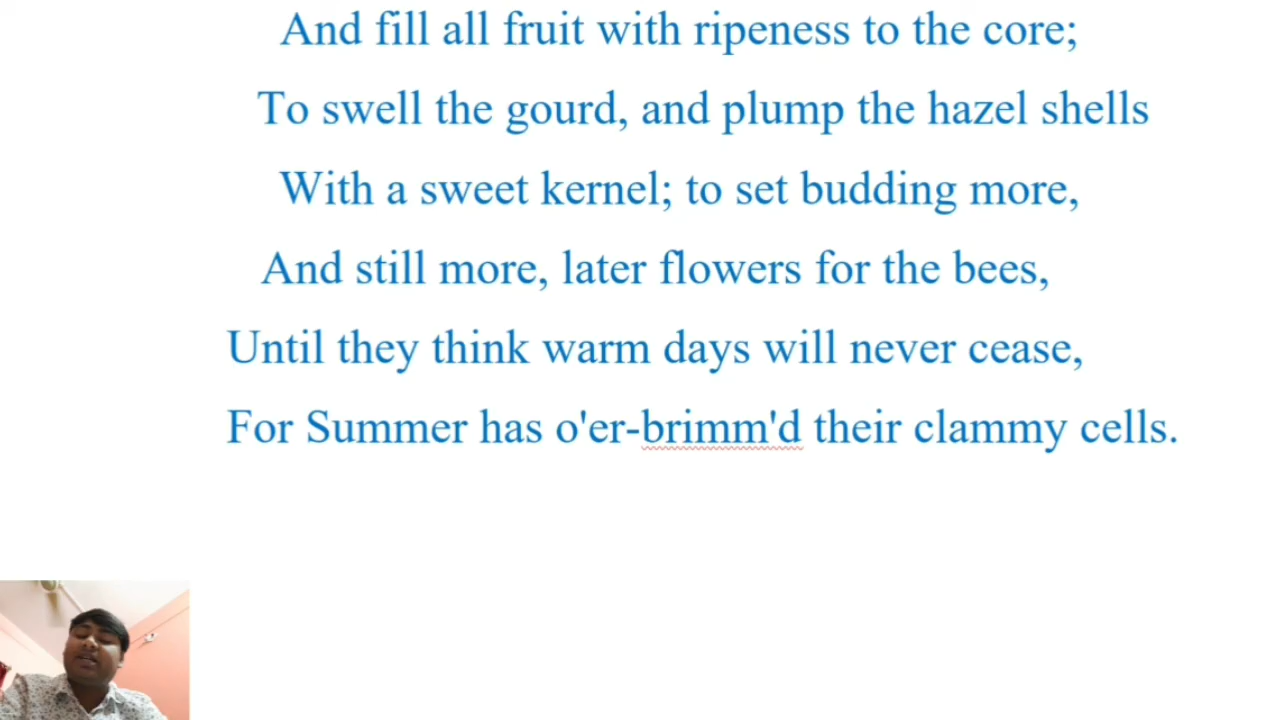 And fill all fruit with ripeness to the core;
To swell the gourd, and plump the hazel shells
With a sweet kernel; to set budding more,
And still more, later flowers for the bees,
Until they think warm days will never cease,
For Summer has o'er-brimm'd their clammy cells.